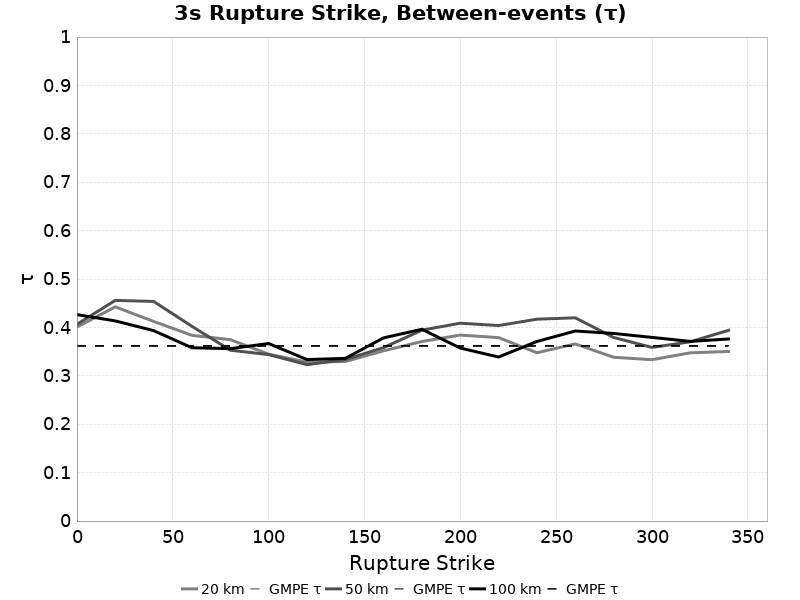 3s Rupture Strike, Between-events (τ)
1
0.9
0.8
0.7
0.6
0.5
0.4
0.3
0.2
0.1
0
τ
0 50 100 150 200 250 300 350
Rupture Strike
20 km GMPE τ 50 km GMPE τ 100 km GMPE τ